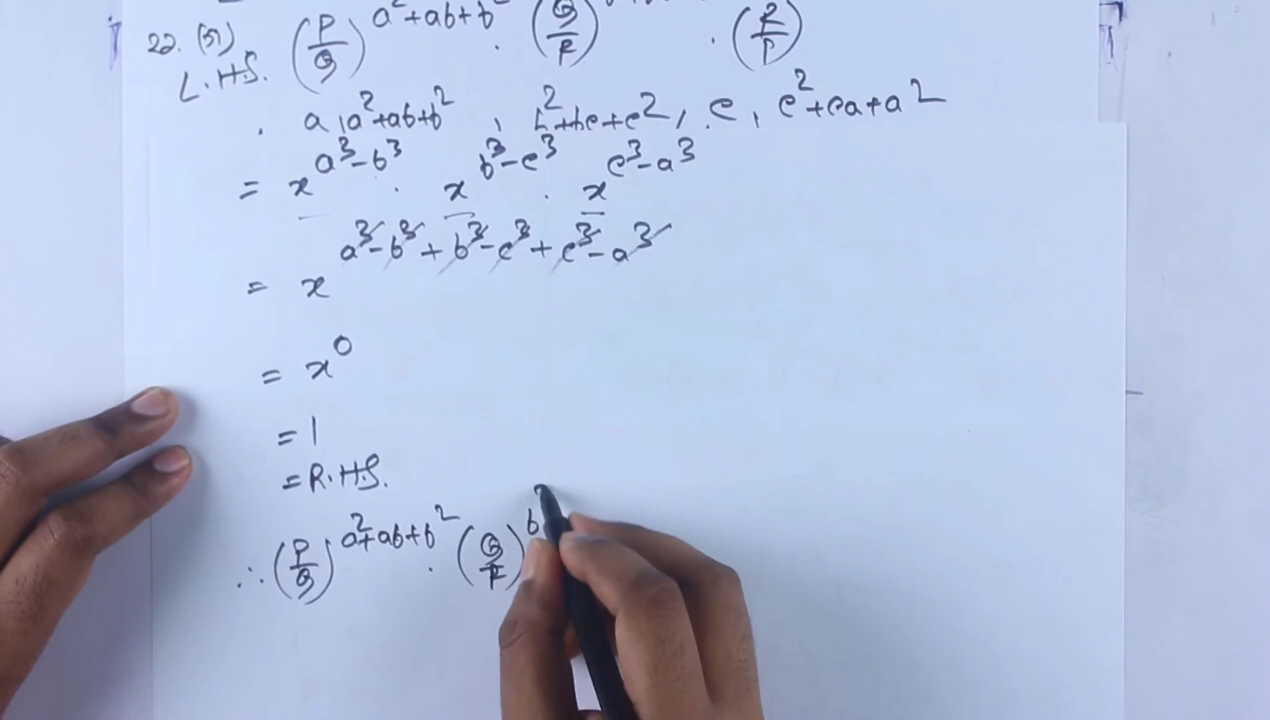 22. (গ)
L.H.S. (P/Q)^a²+ab+b² . (Q/R) . (R/P)
a, a²+ab+b², b²+bc+c², c, c²+ca+a²
= x^a³-b³ . x^b³-c³ . x^c³-a³
= x^a³-b³+b³-c³+c³-a³
= x⁰
= 1
= R.H.S.
∴ (P/Q)^a²+ab+b² . (Q/R)^b